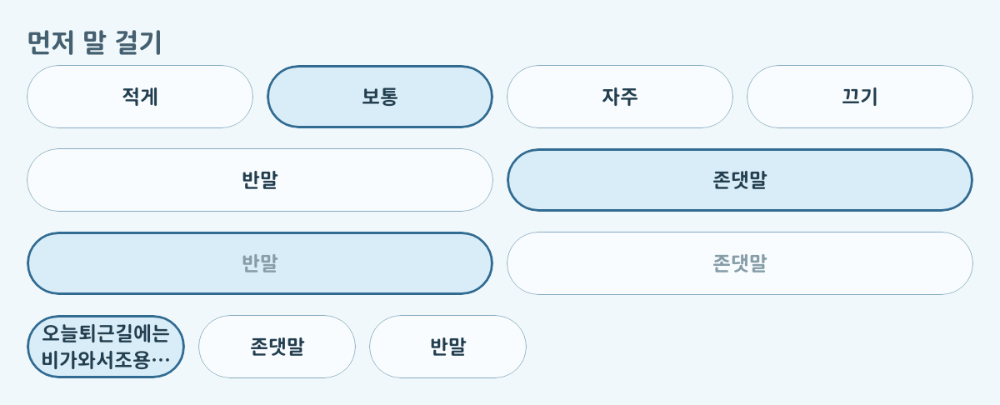 먼저 말 걸기
적게 보통 자주 끄기
반말 존댓말
반말 존댓말
오늘퇴근길에는
비가와서조용… 존댓말 반말